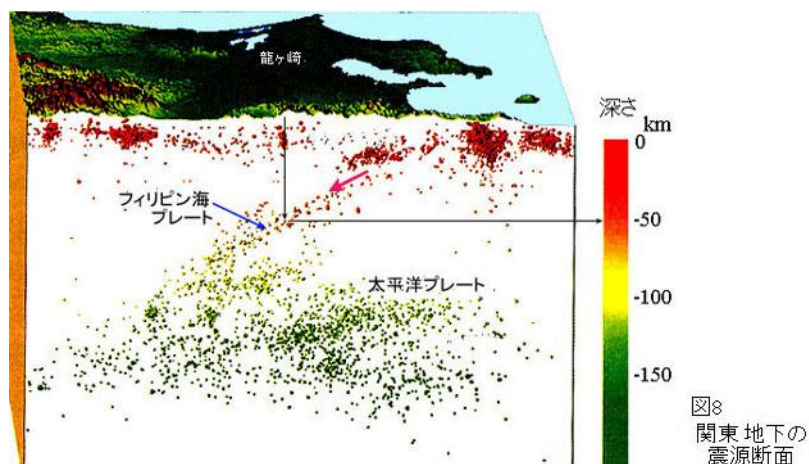 龍ヶ崎
深さ
km
0
-50
-100
-150
フィリピン海
プレート
太平洋プレート
図8
関東地下の
震源断面